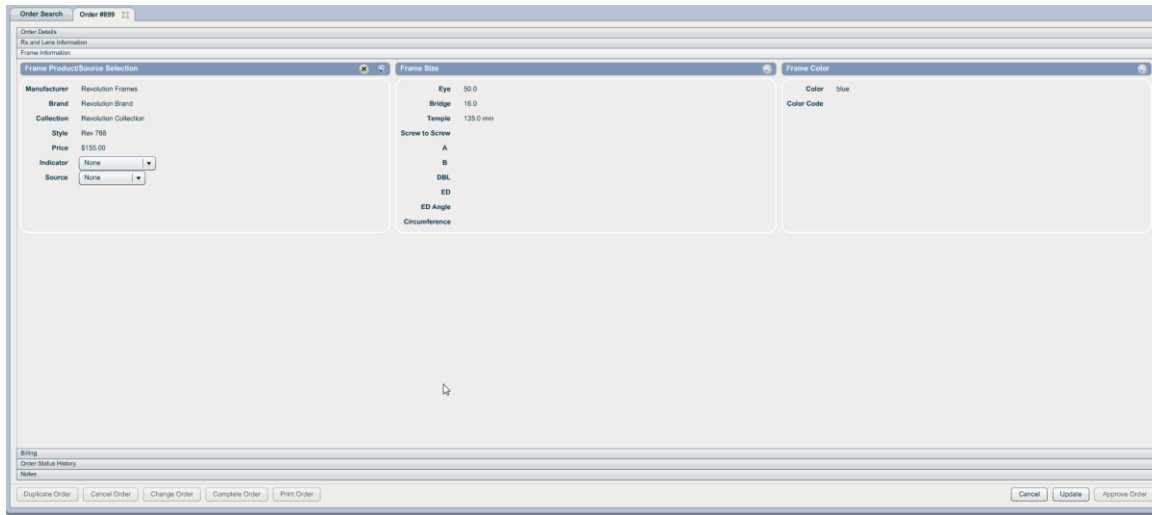 Order Search Order #899
Order Details
Rx and Lens Information
Frame Information
Frame Product/Source Selection
Manufacturer Revolution Frames
Brand Revolution Brand
Collection Revolution Collection
Style Rev 768
Price $155.00
Indicator None
Source None
Frame Size
Eye 50.0
Bridge 16.0
Temple 135.0 mm
Screw to Screw
A
B
DBL
ED
ED Angle
Circumference
Frame Color
Color blue
Color Code
Billing
Order Status History
Notes
Duplicate Order Cancel Order Change Order Complete Order Print Order Cancel Update Approve Order